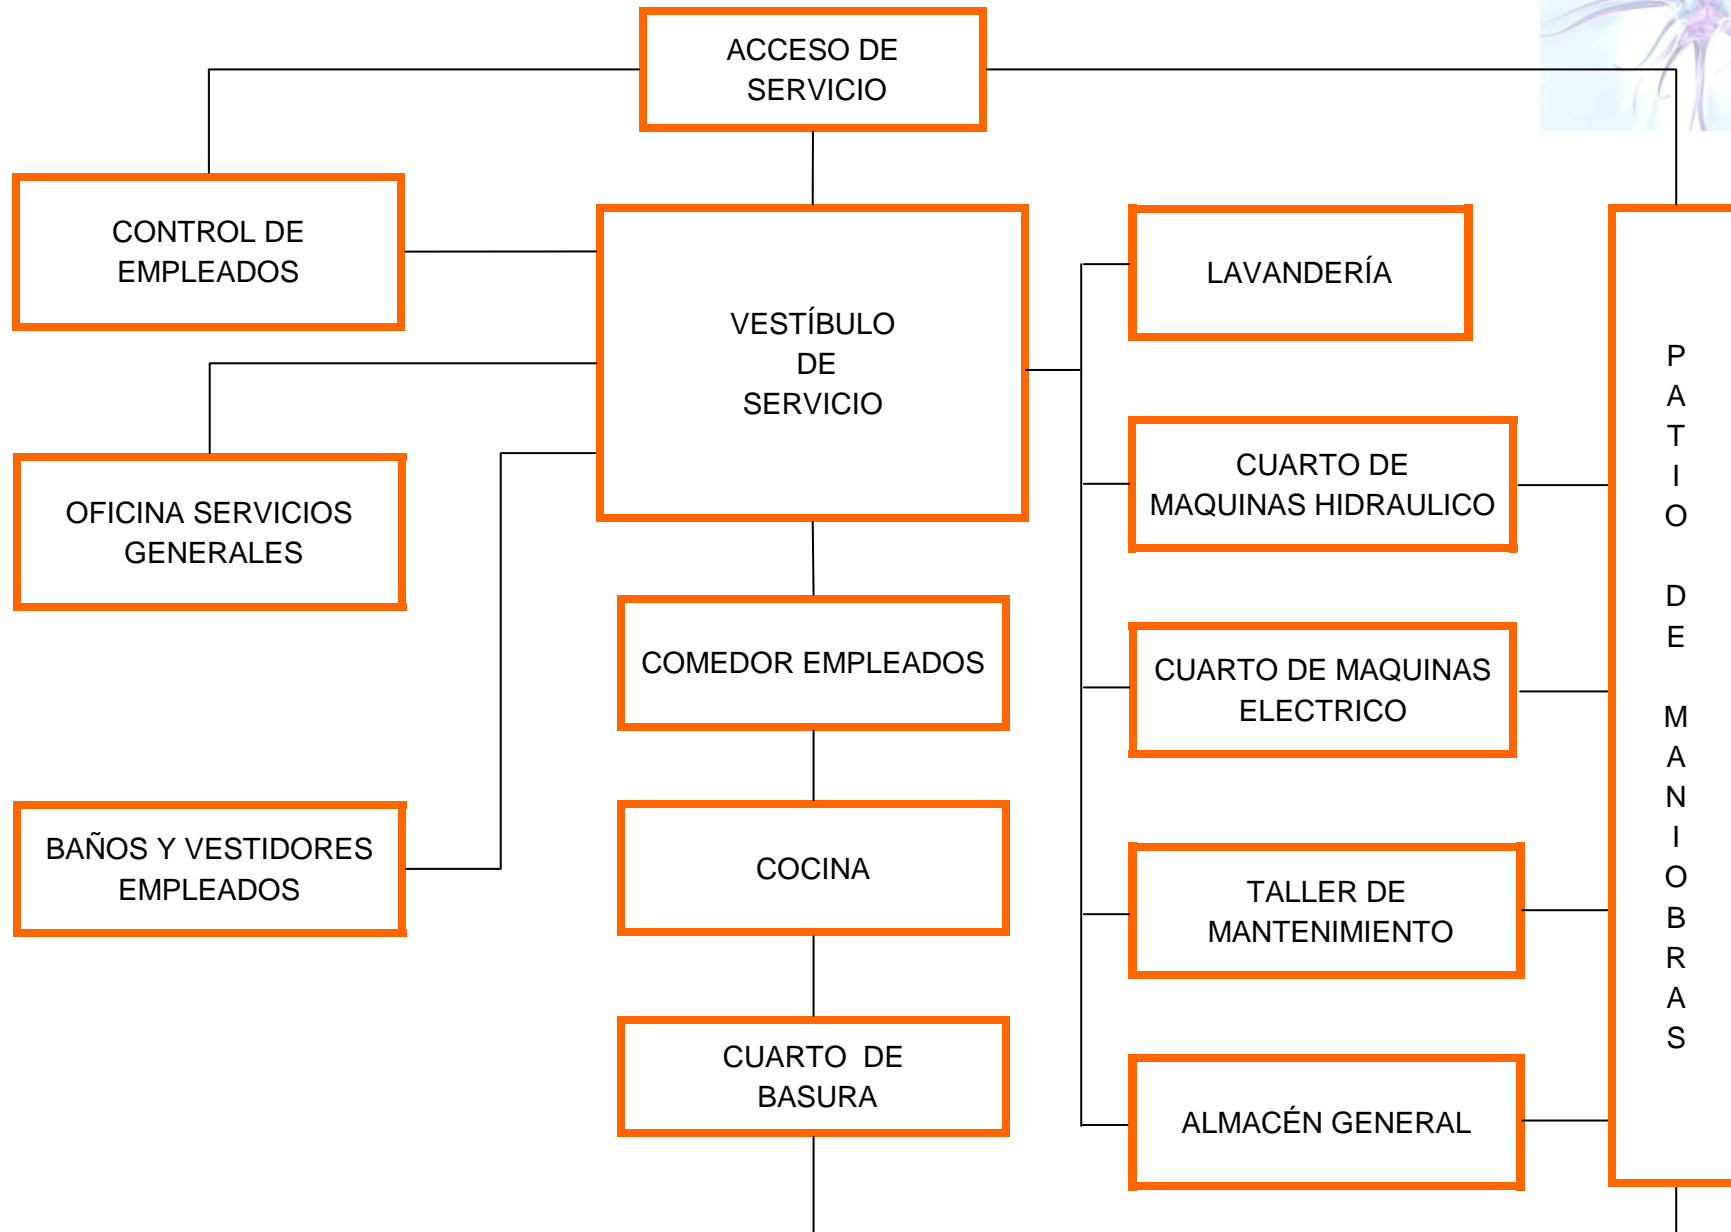 ACCESO DE
SERVICIO
CONTROL DE
EMPLEADOS
VESTÍBULO
DE
SERVICIO
LAVANDERÍA
OFICINA SERVICIOS
GENERALES
CUARTO DE
MAQUINAS HIDRAULICO
COMEDOR EMPLEADOS
CUARTO DE MAQUINAS
ELECTRICO
BAÑOS Y VESTIDORES
EMPLEADOS
COCINA
TALLER DE
MANTENIMIENTO
CUARTO  DE
BASURA
ALMACÉN GENERAL
P
A
T
I
O
D
E
M
A
N
I
O
B
R
A
S